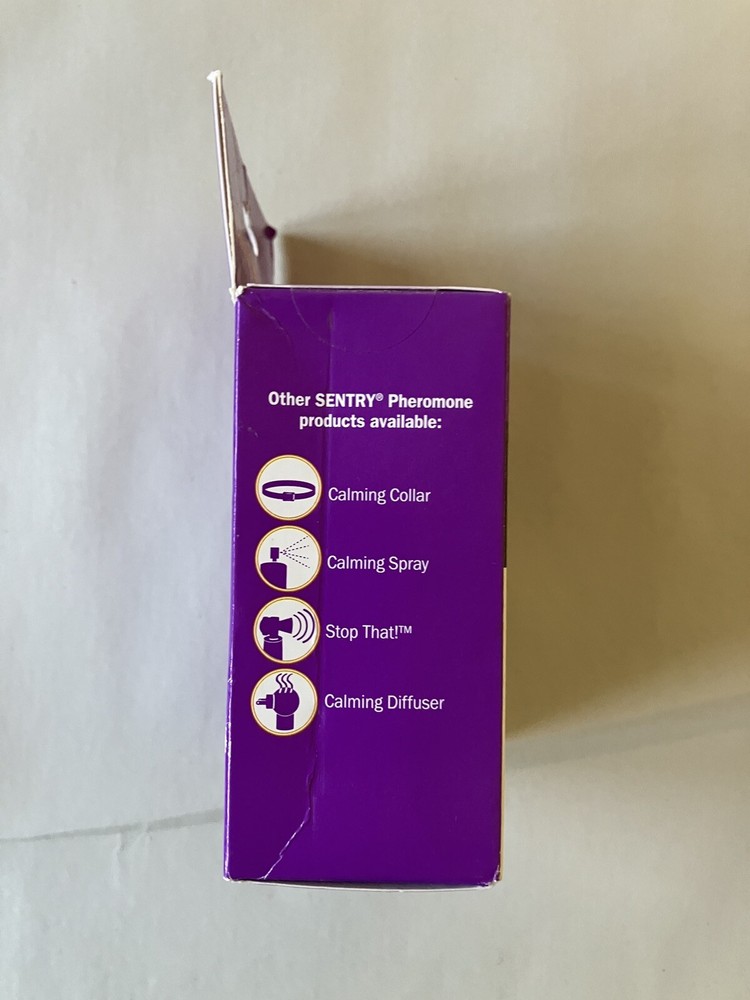 Other SENTRY® Pheromone
products available:
Calming Collar
Calming Spray
Stop That!™
Calming Diffuser